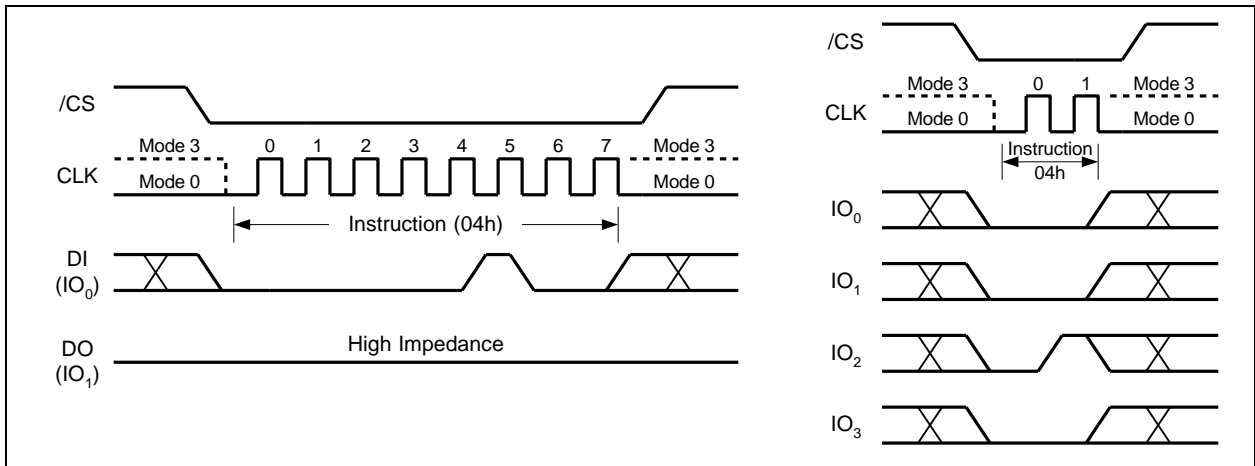 /CS
Mode 3 0 1 2 3 4 5 6 7 Mode 3
CLK
Mode 0 Mode 0
Instruction (04h)
DI
(IO0)
DO
(IO1)
High Impedance
/CS
Mode 3 0 1 Mode 3
CLK
Mode 0 Mode 0
Instruction
04h
IO0
IO1
IO2
IO3